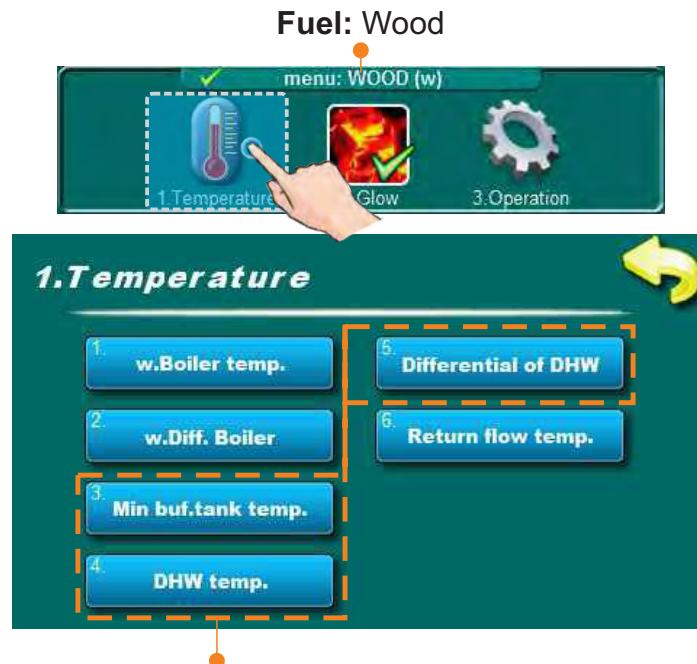 Fuel: Wood
menu: WOOD (w)
1.Temperature
Glow
3.Operation
1.Temperature
1.
w.Boiler temp.
2.
w.Diff. Boiler
3.
Min buf.tank temp.
4.
DHW temp.
5.
Differential of DHW
6.
Return flow temp.